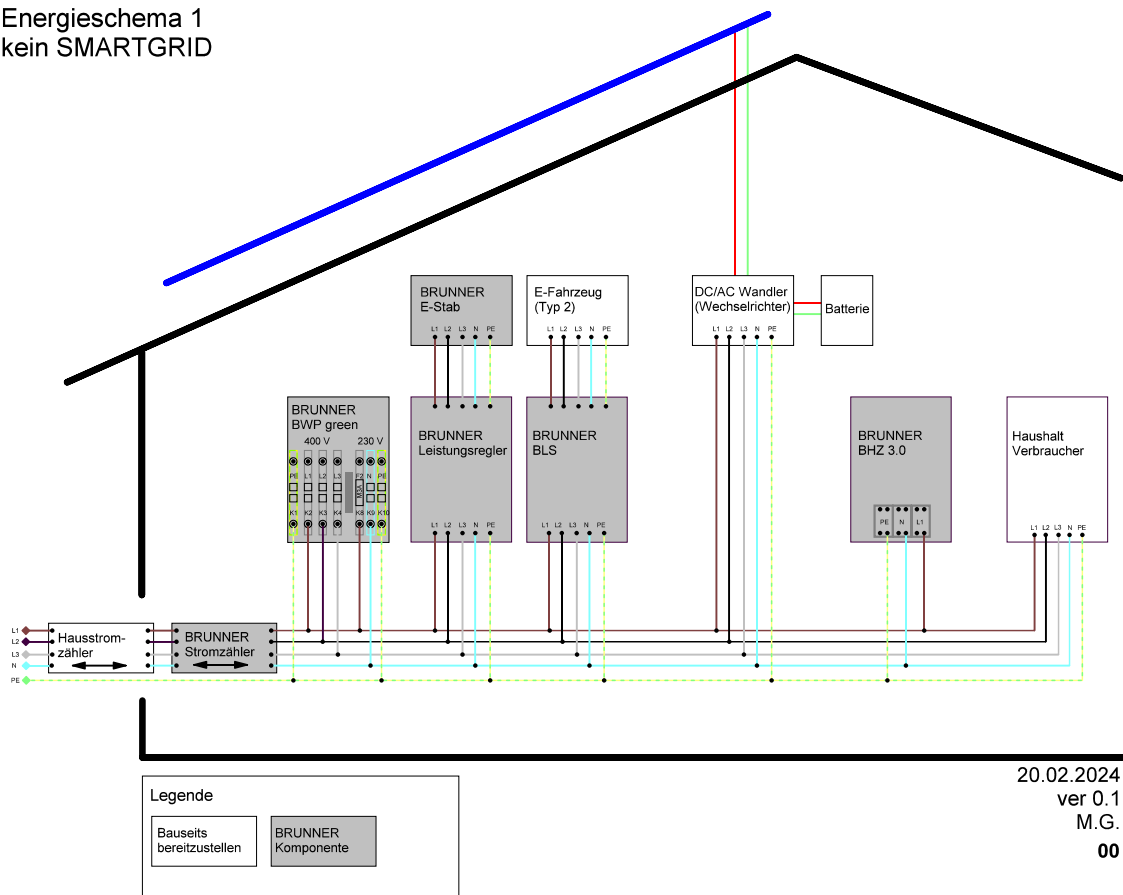 Energieschema 1
kein SMARTGRID
BRUNNER
E-Stab
L1 L2 L3 N PE
E-Fahrzeug
(Typ 2)
L1 L2 L3 N PE
DC/AC Wandler
(Wechselrichter)
L1 L2 L3 N PE
Batterie
BRUNNER
BWP green
400 V 230 V
PE L1 L2 L3 F2 N PE
M3A
K1 K2 K3 K4 K8 K9 K10
BRUNNER
Leistungsregler
L1 L2 L3 N PE
BRUNNER
BLS
L1 L2 L3 N PE
BRUNNER
BHZ 3.0
PE N L1
Haushalt
Verbraucher
L1 L2 L3 N PE
L1
L2
L3
N
PE
Hausstrom-
zähler
BRUNNER
Stromzähler
Legende
Bauseits
bereitzustellen
BRUNNER
Komponente
20.02.2024
ver 0.1
M.G.
00